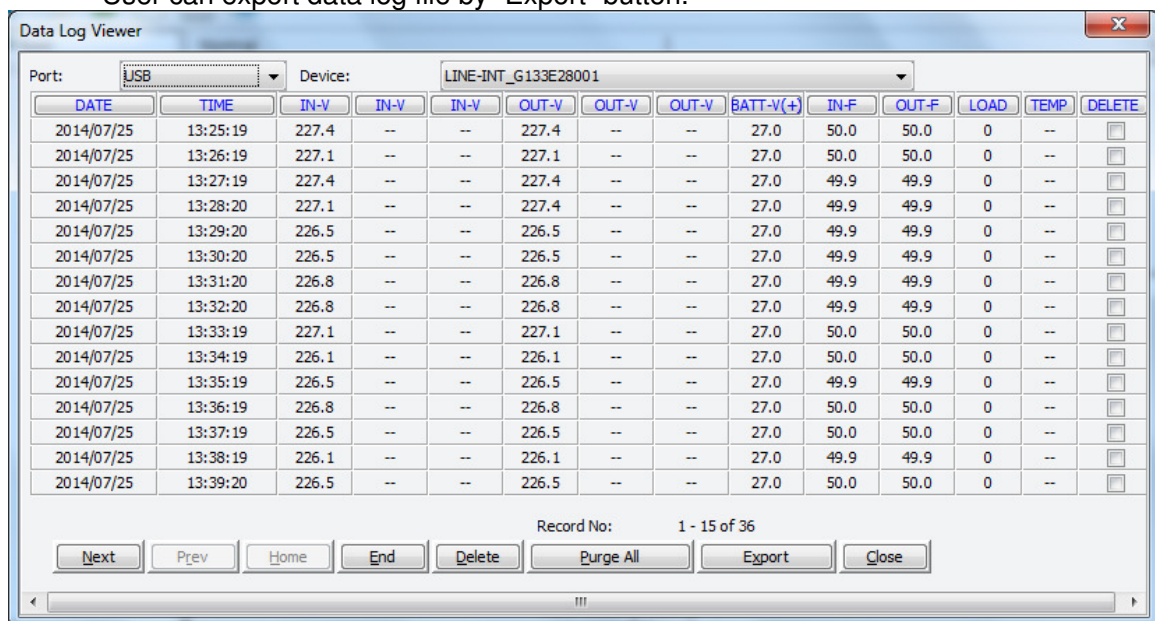 User can export data log file by "Export" button.
Data Log Viewer
Port: USB Device: LINE-INT_G133E28001
DATE TIME IN-V IN-V IN-V OUT-V OUT-V OUT-V BATT-V(+) IN-F OUT-F LOAD TEMP DELETE
2014/07/25 13:25:19 227.4 -- -- 227.4 -- -- 27.0 50.0 50.0 0 --
2014/07/25 13:26:19 227.1 -- -- 227.1 -- -- 27.0 50.0 50.0 0 --
2014/07/25 13:27:19 227.4 -- -- 227.4 -- -- 27.0 49.9 49.9 0 --
2014/07/25 13:28:20 227.1 -- -- 227.4 -- -- 27.0 49.9 49.9 0 --
2014/07/25 13:29:20 226.5 -- -- 226.5 -- -- 27.0 49.9 49.9 0 --
2014/07/25 13:30:20 226.5 -- -- 226.5 -- -- 27.0 49.9 49.9 0 --
2014/07/25 13:31:20 226.8 -- -- 226.8 -- -- 27.0 49.9 49.9 0 --
2014/07/25 13:32:20 226.8 -- -- 226.8 -- -- 27.0 49.9 49.9 0 --
2014/07/25 13:33:19 227.1 -- -- 227.1 -- -- 27.0 50.0 50.0 0 --
2014/07/25 13:34:19 226.1 -- -- 226.1 -- -- 27.0 50.0 50.0 0 --
2014/07/25 13:35:19 226.5 -- -- 226.5 -- -- 27.0 49.9 49.9 0 --
2014/07/25 13:36:19 226.8 -- -- 226.8 -- -- 27.0 50.0 50.0 0 --
2014/07/25 13:37:19 226.5 -- -- 226.5 -- -- 27.0 50.0 50.0 0 --
2014/07/25 13:38:19 226.1 -- -- 226.1 -- -- 27.0 49.9 49.9 0 --
2014/07/25 13:39:20 226.5 -- -- 226.5 -- -- 27.0 50.0 50.0 0 --
Record No: 1 - 15 of 36
Next Prev Home End Delete Purge All Export Close